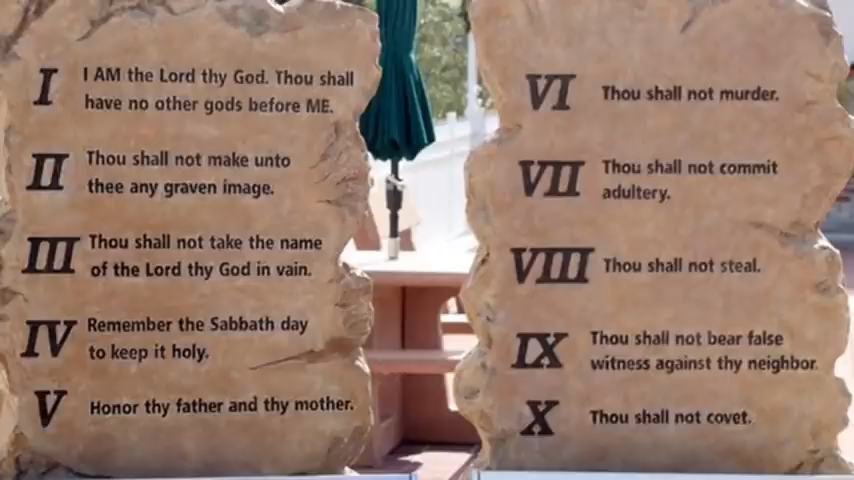 I I AM the Lord thy God. Thou shall
have no other gods before ME.
II Thou shall not make unto
thee any graven image.
III Thou shall not take the name
of the Lord thy God in vain.
IV Remember the Sabbath day
to keep it holy.
V Honor thy father and thy mother.
VI Thou shall not murder.
VII Thou shall not commit
adultery.
VIII Thou shall not steal.
IX Thou shall not bear false
witness against thy neighbor.
X Thou shall not covet.